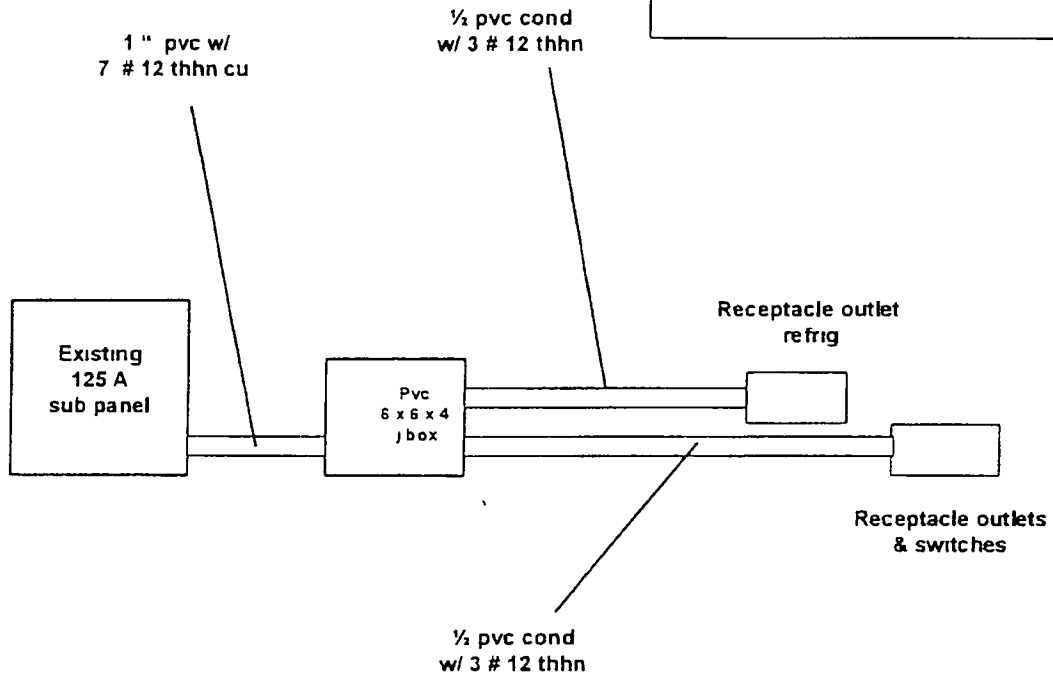 ½ pvc cond
w/ 3 # 12 thhn
1 " pvc w/
7 # 12 thhn cu
Existing
125 A
sub panel
Pvc
6 x 6 x 4
j box
Receptacle outlet
refrig
Receptacle outlets
& switches
½ pvc cond
w/ 3 # 12 thhn